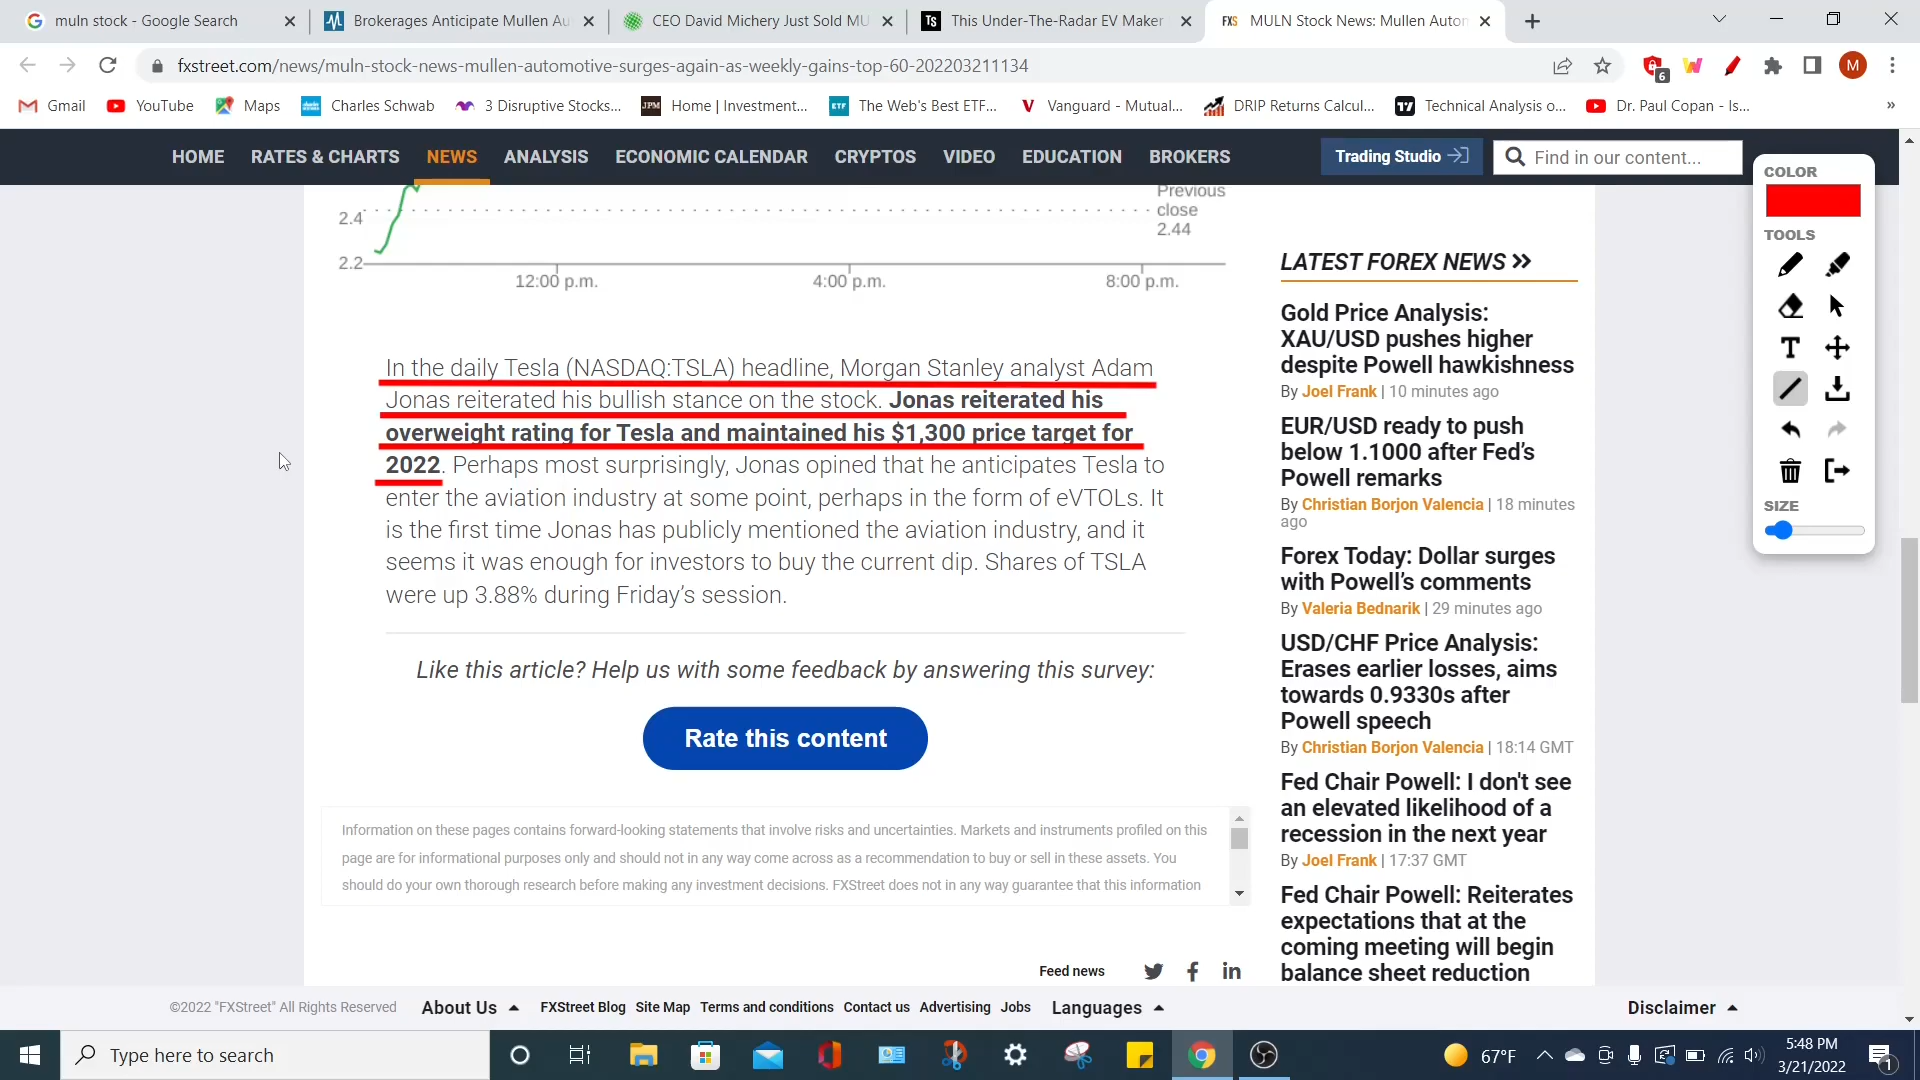 muln stock - Google Search
Brokerages Anticipate Mullen Au
CEO David Michery Just Sold MU
TS
This Under-The-Radar EV Maker
FXS
MULN Stock News: Mullen Autom
fxstreet.com/news/muln-stock-news-mullen-automotive-surges-again-as-weekly-gains-top-60-202203211134
6
M
Gmail
YouTube
Maps
Charles Schwab
3 Disruptive Stocks...
JPM
Home | Investment...
ETF
The Web's Best ETF...
V
Vanguard - Mutual...
DRIP Returns Calcul...
Technical Analysis o...
Dr. Paul Copan - Is...
»
HOME
RATES & CHARTS
NEWS
ANALYSIS
ECONOMIC CALENDAR
CRYPTOS
VIDEO
EDUCATION
BROKERS
Trading Studio
Find in our content...
COLOR
TOOLS
T
SIZE
Previous
close
2.44
2.4
2.2
12:00 p.m.
4:00 p.m.
8:00 p.m.
In the daily Tesla (NASDAQ:TSLA) headline, Morgan Stanley analyst Adam
Jonas reiterated his bullish stance on the stock. Jonas reiterated his
overweight rating for Tesla and maintained his $1,300 price target for
2022. Perhaps most surprisingly, Jonas opined that he anticipates Tesla to
enter the aviation industry at some point, perhaps in the form of eVTOLs. It
is the first time Jonas has publicly mentioned the aviation industry, and it
seems it was enough for investors to buy the current dip. Shares of TSLA
were up 3.88% during Friday's session.
Like this article? Help us with some feedback by answering this survey:
Rate this content
Information on these pages contains forward-looking statements that involve risks and uncertainties. Markets and instruments profiled on this
page are for informational purposes only and should not in any way come across as a recommendation to buy or sell in these assets. You
should do your own thorough research before making any investment decisions. FXStreet does not in any way guarantee that this information
Feed news
LATEST FOREX NEWS »
Gold Price Analysis:
XAU/USD pushes higher
despite Powell hawkishness
By Joel Frank | 10 minutes ago
EUR/USD ready to push
below 1.1000 after Fed's
Powell remarks
By Christian Borjon Valencia | 18 minutes
ago
Forex Today: Dollar surges
with Powell's comments
By Valeria Bednarik | 29 minutes ago
USD/CHF Price Analysis:
Erases earlier losses, aims
towards 0.9330s after
Powell speech
By Christian Borjon Valencia | 18:14 GMT
Fed Chair Powell: I don't see
an elevated likelihood of a
recession in the next year
By Joel Frank | 17:37 GMT
Fed Chair Powell: Reiterates
expectations that at the
coming meeting will begin
balance sheet reduction
©2022 "FXStreet" All Rights Reserved
About Us
FXStreet Blog
Site Map
Terms and conditions
Contact us
Advertising
Jobs
Languages
Disclaimer
Type here to search
67°F
5:48 PM
3/21/2022
1